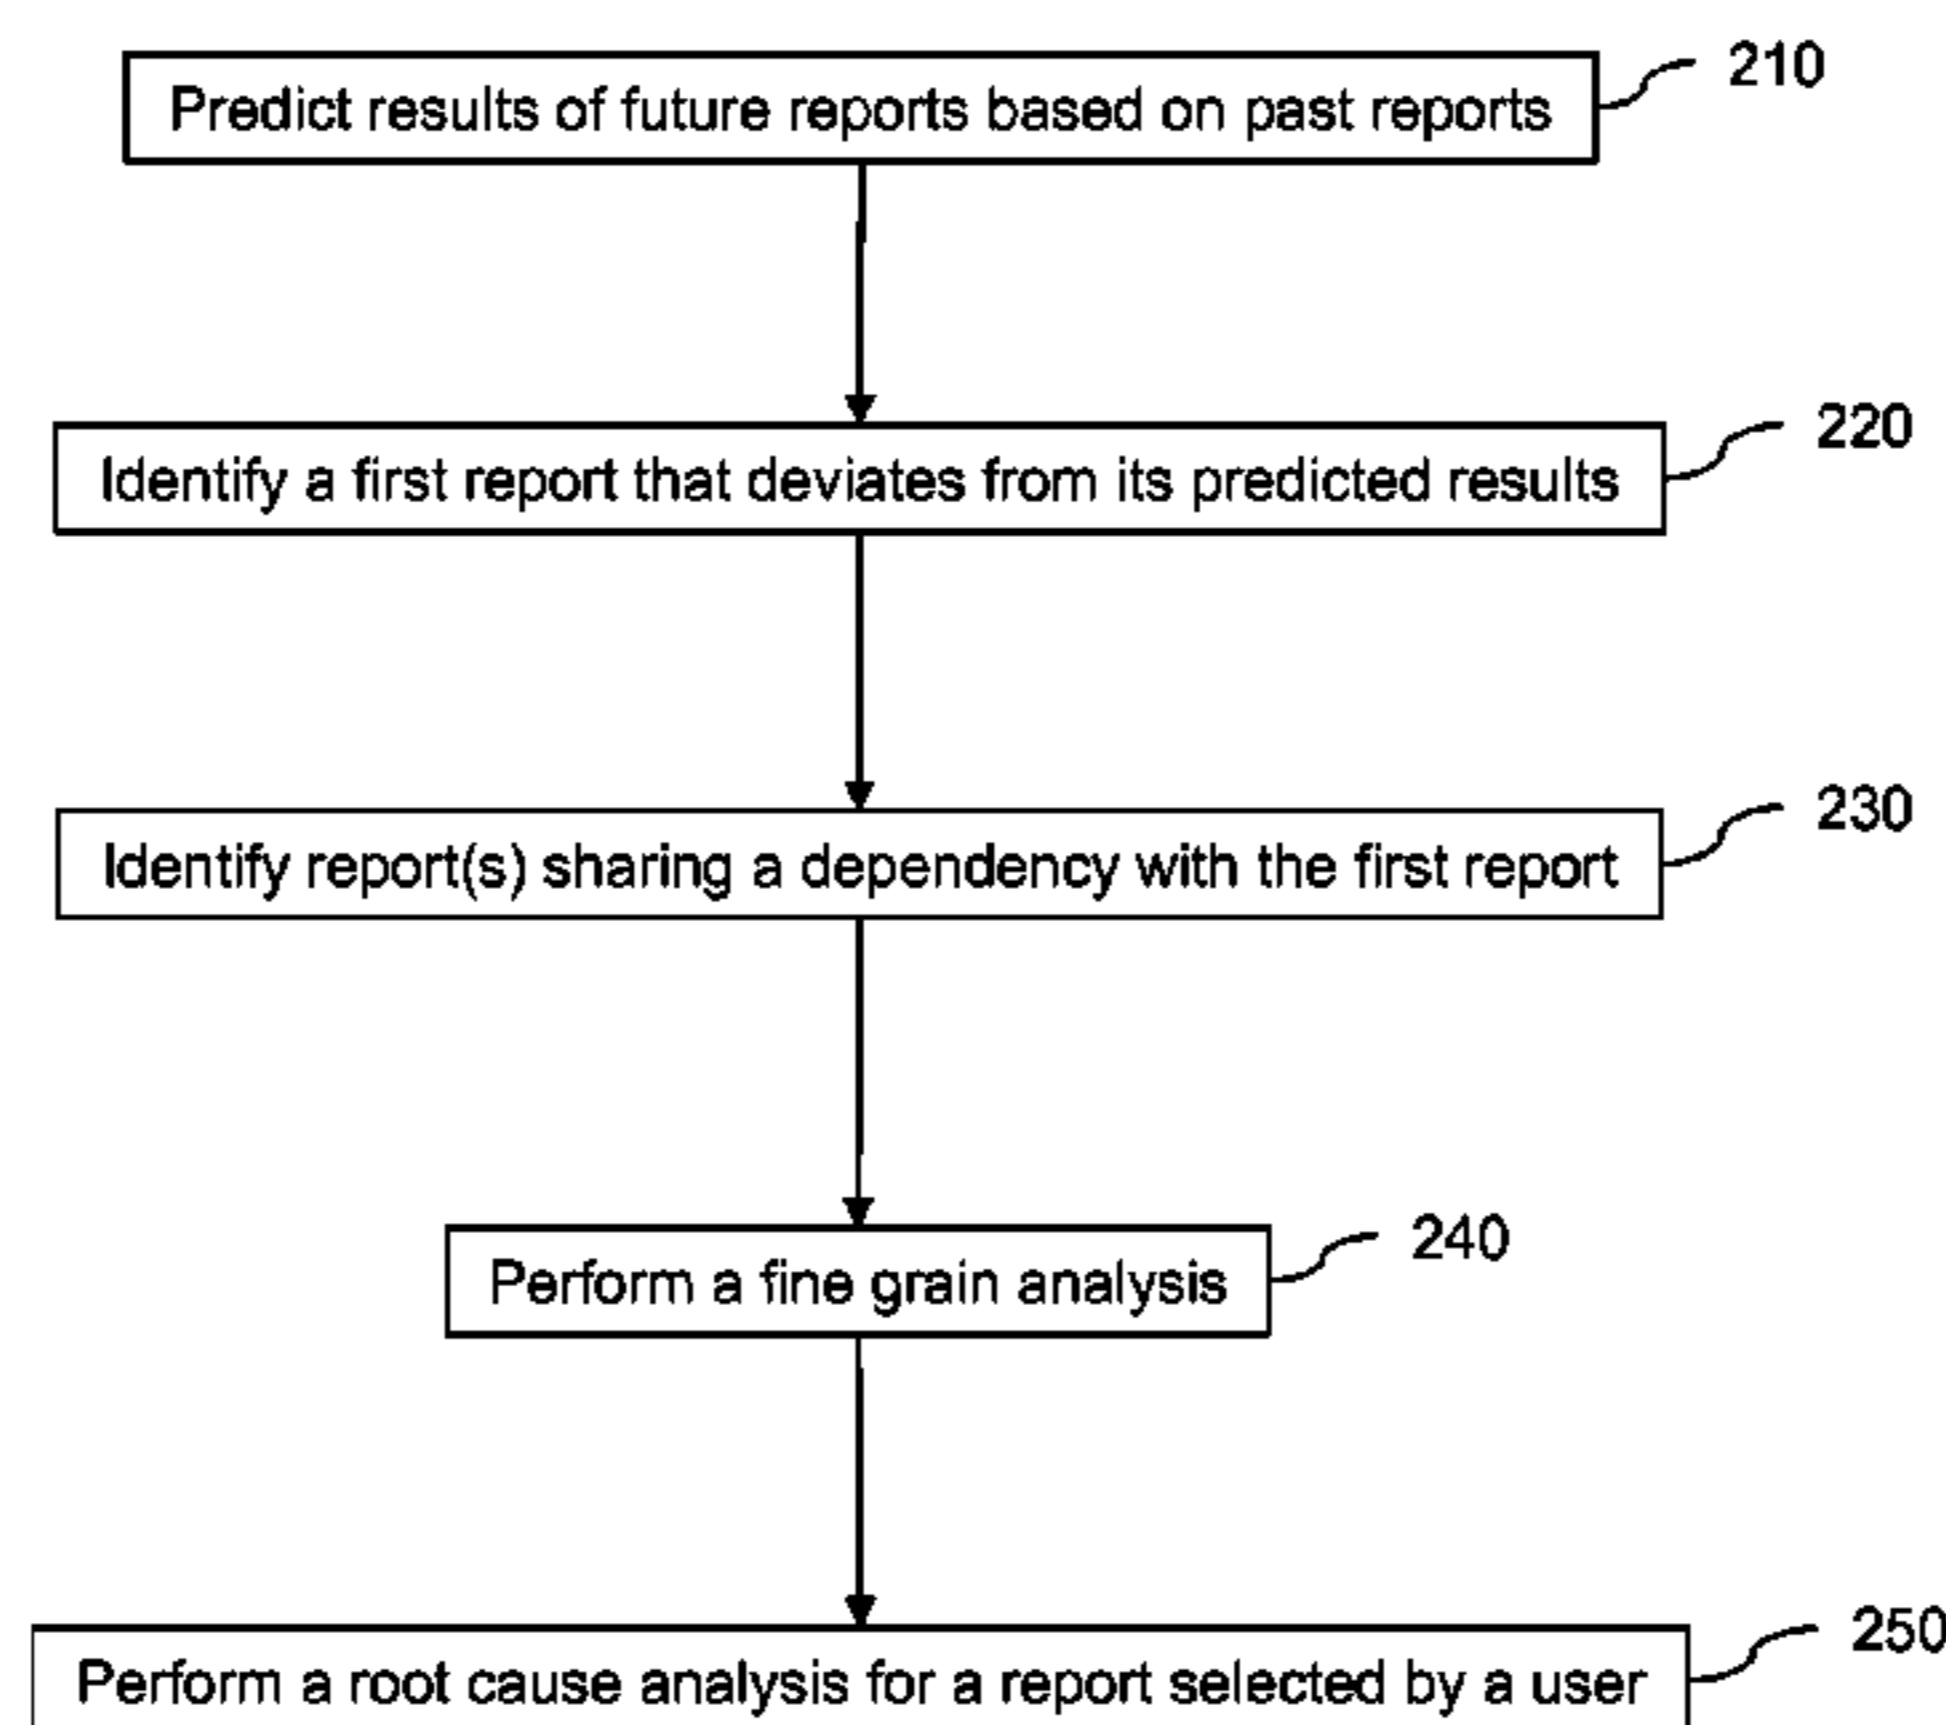 Predict results of future reports based on past reports
210
Identify a first report that deviates from its predicted results
220
Identify report(s) sharing a dependency with the first report
230
Perform a fine grain analysis
240
Perform a root cause analysis for a report selected by a user
250